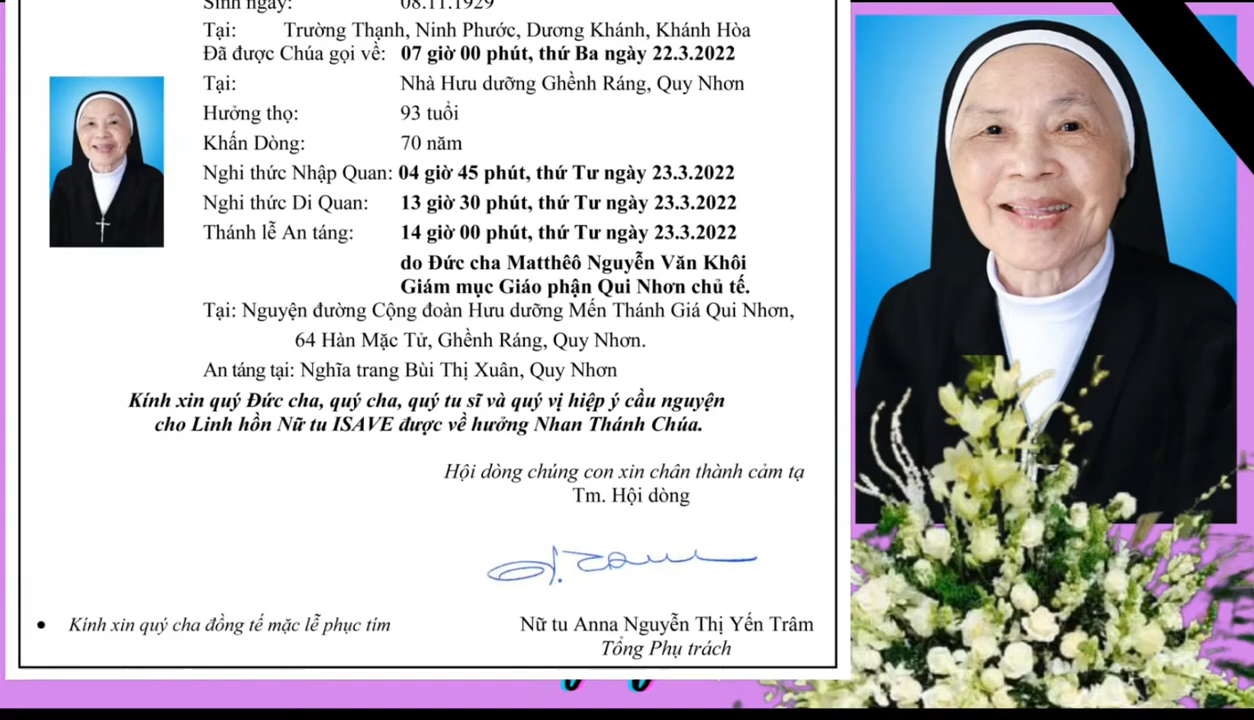 Sinh ngày: 08.11.1929
Tại: Trường Thạnh, Ninh Phước, Dương Khánh, Khánh Hòa
Đã được Chúa gọi về: 07 giờ 00 phút, thứ Ba ngày 22.3.2022
Tại: Nhà Hưu dưỡng Ghềnh Ráng, Quy Nhơn
Hưởng thọ: 93 tuổi
Khấn Dòng: 70 năm
Nghi thức Nhập Quan: 04 giờ 45 phút, thứ Tư ngày 23.3.2022
Nghi thức Di Quan: 13 giờ 30 phút, thứ Tư ngày 23.3.2022
Thánh lễ An táng: 14 giờ 00 phút, thứ Tư ngày 23.3.2022
do Đức cha Matthêô Nguyễn Văn Khôi
Giám mục Giáo phận Qui Nhơn chủ tế.
Tại: Nguyện đường Cộng đoàn Hưu dưỡng Mến Thánh Giá Qui Nhơn,
64 Hàn Mặc Tử, Ghềnh Ráng, Quy Nhơn.
An táng tại: Nghĩa trang Bùi Thị Xuân, Quy Nhơn
Kính xin quý Đức cha, quý cha, quý tu sĩ và quý vị hiệp ý cầu nguyện
cho Linh hồn Nữ tu ISAVE được về hưởng Nhan Thánh Chúa.
Hội dòng chúng con xin chân thành cảm tạ
Tm. Hội dòng
• Kính xin quý cha đồng tế mặc lễ phục tím
Nữ tu Anna Nguyễn Thị Yến Trâm
Tổng Phụ trách